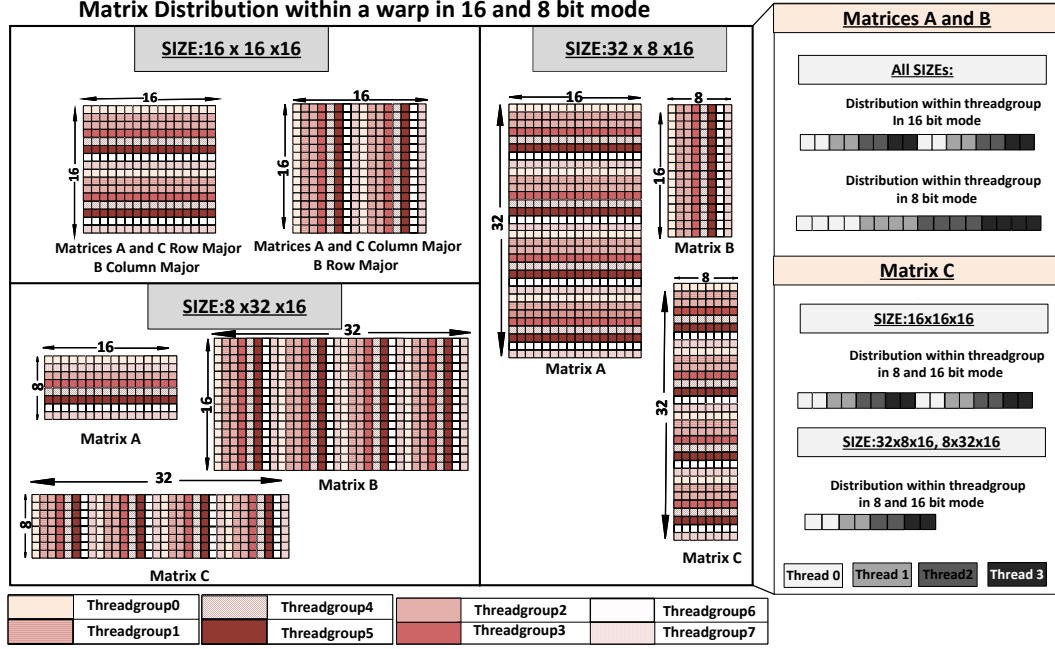 Matrix Distribution within a warp in 16 and 8 bit mode
SIZE:16 x 16 x16
16
16
Matrices A and C Row Major
B Column Major
16
16
Matrices A and C Column Major
B Row Major
SIZE:8 x32 x16
16
8
Matrix A
32
16
Matrix B
32
8
Matrix C
SIZE:32 x 8 x16
16
32
Matrix A
8
16
Matrix B
8
32
Matrix C
Matrices A and B
All SIZEs:
Distribution within threadgroup
In 16 bit mode
Distribution within threadgroup
in 8 bit mode
Matrix C
SIZE:16x16x16
Distribution within threadgroup
in 8 and 16 bit mode
SIZE:32x8x16, 8x32x16
Distribution within threadgroup
in 8 and 16 bit mode
Thread 0
Thread 1
Thread2
Thread 3
Threadgroup0
Threadgroup4
Threadgroup2
Threadgroup6
Threadgroup1
Threadgroup5
Threadgroup3
Threadgroup7